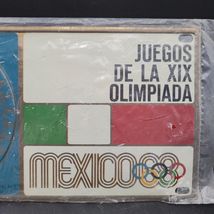 JUEGOS
DE LA XIX
OLIMPIADA
MEXICO68